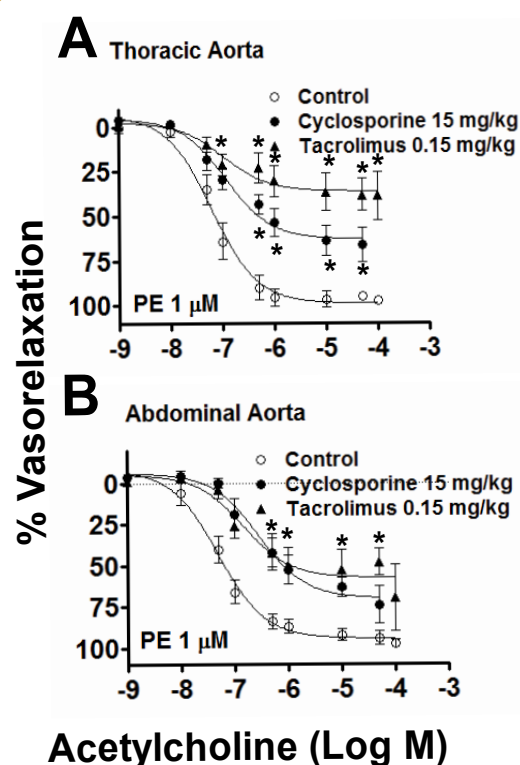 A Thoracic Aorta
Control
Cyclosporine 15 mg/kg
Tacrolimus 0.15 mg/kg
0
25
50
75
100
* * * * * *
* * * *
PE 1 μM
-9 -8 -7 -6 -5 -4 -3
% Vasorelaxation
B Abdominal Aorta
Control
Cyclosporine 15 mg/kg
Tacrolimus 0.15 mg/kg
0
25
50
75
100
* * * *
PE 1 μM
-9 -8 -7 -6 -5 -4 -3
Acetylcholine (Log M)